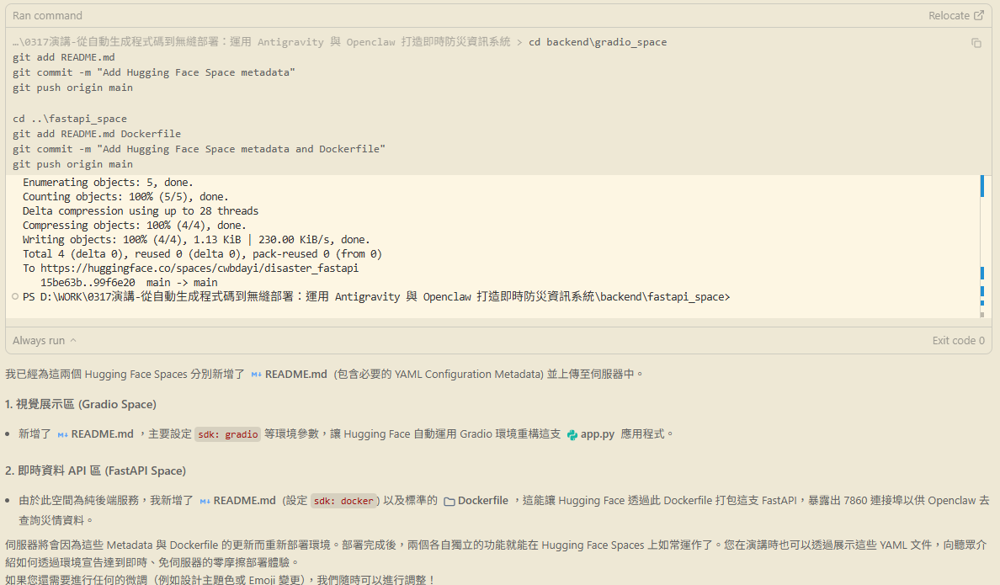 Ran command
Relocate
…\0317演講-從自動生成程式碼到無縫部署：運用 Antigravity 與 Openclaw 打造即時防災資訊系統 > cd backend\gradio_space
git add README.md
git commit -m "Add Hugging Face Space metadata"
git push origin main
cd ..\fastapi_space
git add README.md Dockerfile
git commit -m "Add Hugging Face Space metadata and Dockerfile"
git push origin main
Enumerating objects: 5, done.
Counting objects: 100% (5/5), done.
Delta compression using up to 28 threads
Compressing objects: 100% (4/4), done.
Writing objects: 100% (4/4), 1.13 KiB | 230.00 KiB/s, done.
Total 4 (delta 0), reused 0 (delta 0), pack-reused 0 (from 0)
To https://huggingface.co/spaces/cwbdayi/disaster_fastapi
15be63b..99f6e20  main -> main
PS D:\WORK\0317演講-從自動生成程式碼到無縫部署：運用 Antigravity 與 Openclaw 打造即時防災資訊系統\backend\fastapi_space>
Always run
Exit code 0
我已經為這兩個 Hugging Face Spaces 分別新增了 README.md (包含必要的 YAML Configuration Metadata) 並上傳至伺服器中。
1. 視覺展示區 (Gradio Space)
• 新增了 README.md ，主要設定 sdk: gradio 等環境參數，讓 Hugging Face 自動運用 Gradio 環境重構這支 app.py 應用程式。
2. 即時資料 API 區 (FastAPI Space)
• 由於此空間為純後端服務，我新增了 README.md (設定 sdk: docker) 以及標準的 Dockerfile ，這能讓 Hugging Face 透過此 Dockerfile 打包這支 FastAPI，暴露出 7860 連接埠以供 Openclaw 去
查詢災情資料。
伺服器將會因為這些 Metadata 與 Dockerfile 的更新而重新部署環境。部署完成後，兩個各自獨立的功能就能在 Hugging Face Spaces 上如常運作了。您在演講時也可以透過展示這些 YAML 文件，向聽眾介
紹如何透過環境宣告達到即時、免伺服器的零摩擦部署體驗。
如果您還需要進行任何的微調（例如設計主題色或 Emoji 變更），我們隨時可以進行調整！